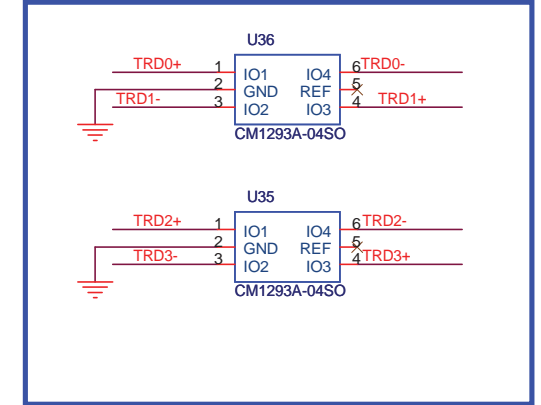 U36
TRD0+ 1 IO1 IO4 6 TRD0-
2 GND REF 5
TRD1- 3 IO2 IO3 4 TRD1+
CM1293A-04SO
U35
TRD2+ 1 IO1 IO4 6 TRD2-
2 GND REF 5
TRD3- 3 IO2 IO3 4 TRD3+
CM1293A-04SO